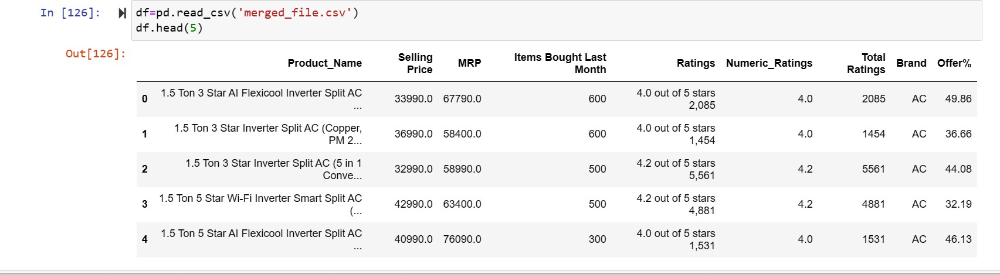 In [126]: df=pd.read_csv('merged_file.csv')
df.head(5)
Out[126]:
Product_Name Selling Price MRP Items Bought Last Month Ratings Numeric_Ratings Total Ratings Brand Offer%
0 1.5 Ton 3 Star AI Flexicool Inverter Split AC ... 33990.0 67790.0 600 4.0 out of 5 stars 2,085 4.0 2085 AC 49.86
1 1.5 Ton 3 Star Inverter Split AC (Copper, PM 2... 36990.0 58400.0 600 4.0 out of 5 stars 1,454 4.0 1454 AC 36.66
2 1.5 Ton 3 Star Inverter Split AC (5 in 1 Conve... 32990.0 58990.0 500 4.2 out of 5 stars 5,561 4.2 5561 AC 44.08
3 1.5 Ton 5 Star Wi-Fi Inverter Smart Split AC (... 42990.0 63400.0 500 4.2 out of 5 stars 4,881 4.2 4881 AC 32.19
4 1.5 Ton 5 Star AI Flexicool Inverter Split AC ... 40990.0 76090.0 300 4.0 out of 5 stars 1,531 4.0 1531 AC 46.13